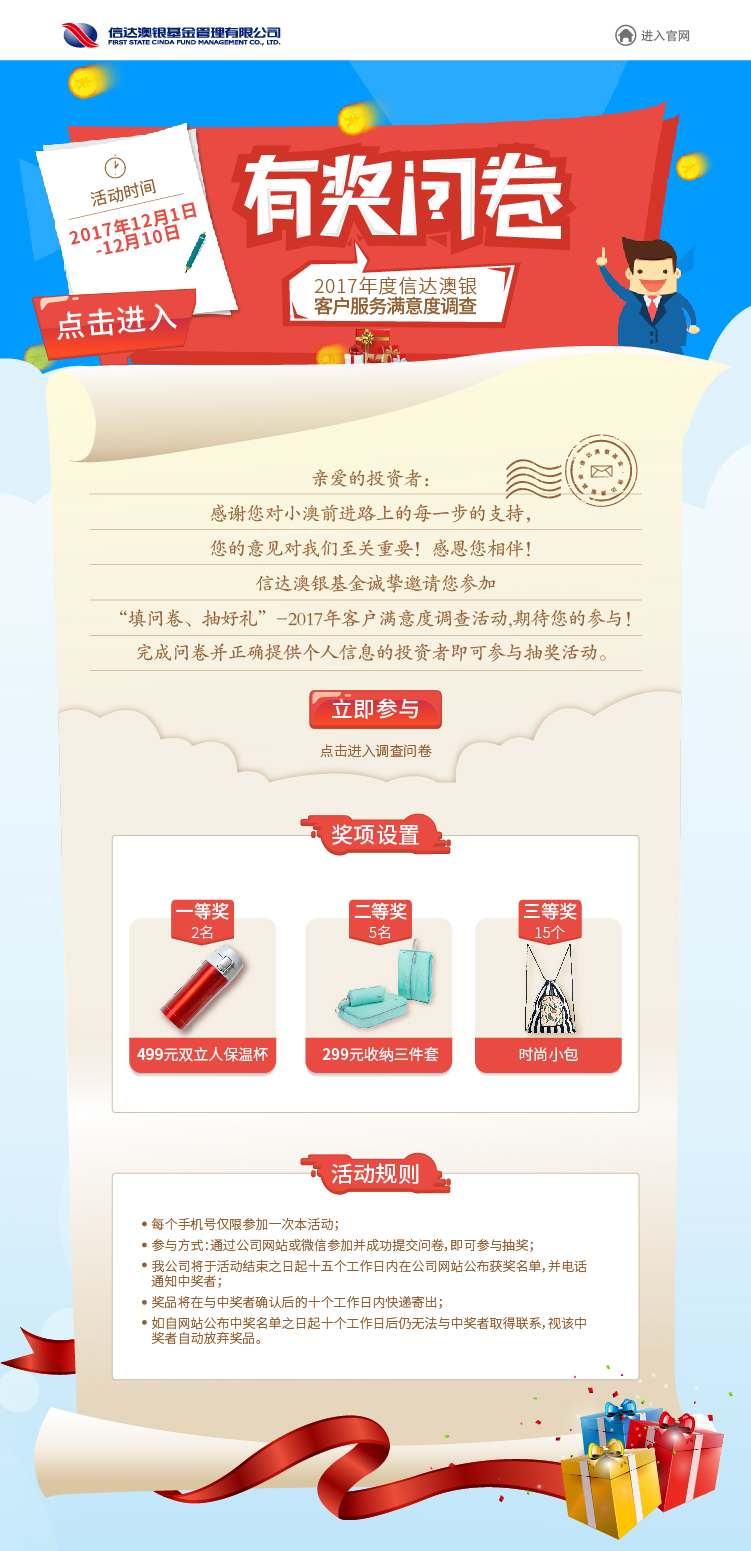 信达澳银基金管理有限公司
FIRST STATE CINDA FUND MANAGEMENT CO., LTD.
进入官网
活动时间
2017年12月1日
-12月10日
点击进入
有奖问卷
2017年度信达澳银
客户服务满意度调查
亲爱的投资者：
感谢您对小澳前进路上的每一步的支持，
您的意见对我们至关重要！感恩您相伴！
信达澳银基金诚挚邀请您参加
“填问卷、抽好礼”-2017年客户满意度调查活动,期待您的参与！
完成问卷并正确提供个人信息的投资者即可参与抽奖活动。
立即参与
点击进入调查问卷
奖项设置
一等奖
2名
499元双立人保温杯
二等奖
5名
299元收纳三件套
三等奖
15个
时尚小包
活动规则
• 每个手机号仅限参加一次本活动；
• 参与方式：通过公司网站或微信参加并成功提交问卷，即可参与抽奖；
• 我公司将于活动结束之日起十五个工作日内在公司网站公布获奖名单，并电话
通知中奖者；
• 奖品将在与中奖者确认后的十个工作日内快递寄出；
• 如自网站公布中奖名单之日起十个工作日后仍无法与中奖者取得联系，视该中
奖者自动放弃奖品。